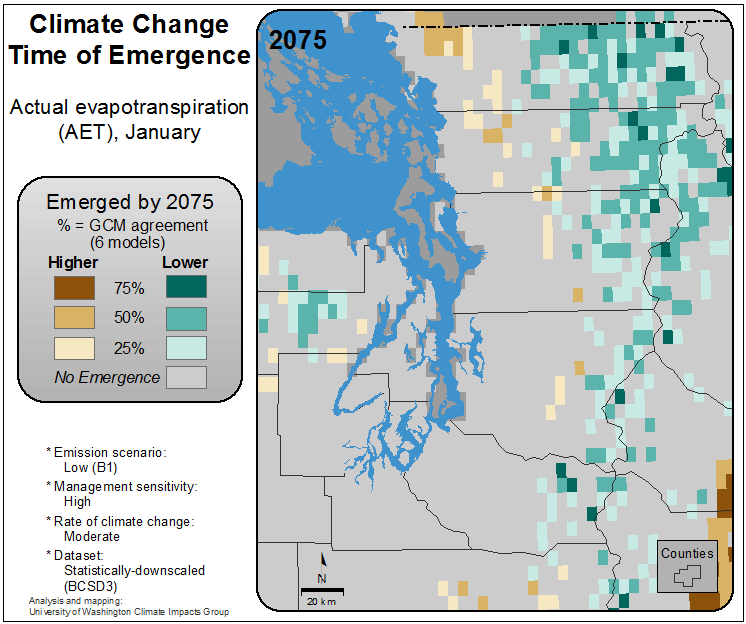 Climate Change
Time of Emergence
Actual evapotranspiration
(AET), January
Emerged by 2075
% = GCM agreement
(6 models)
Higher Lower
75%
50%
25%
No Emergence
* Emission scenario:
Low (B1)
* Management sensitivity:
High
* Rate of climate change:
Moderate
* Dataset:
Statistically-downscaled
(BCSD3)
Analysis and mapping:
University of Washington Climate Impacts Group
2075
N
20 km
Counties